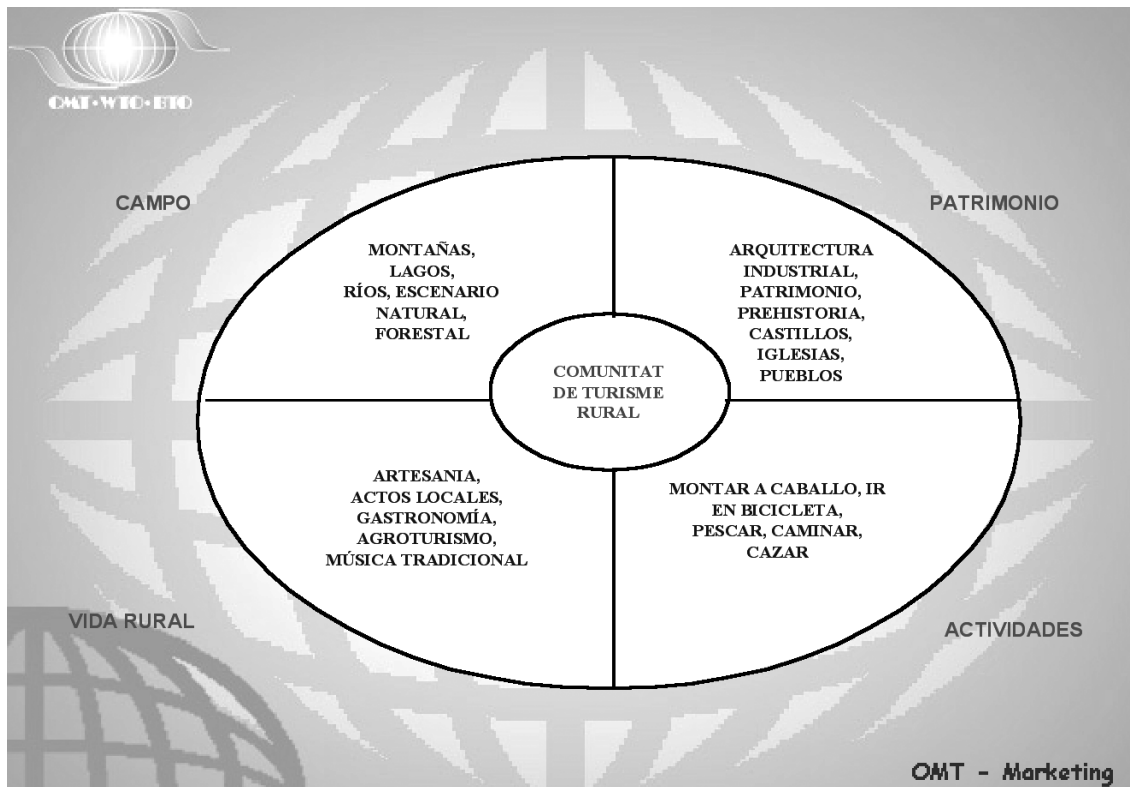 OMT•WTO•BTO
CAMPO
PATRIMONIO
MONTAÑAS,
LAGOS,
RÍOS, ESCENARIO
NATURAL,
FORESTAL
ARQUITECTURA
INDUSTRIAL,
PATRIMONIO,
PREHISTORIA,
CASTILLOS,
IGLESIAS,
PUEBLOS
COMUNITAT
DE TURISME
RURAL
ARTESANIA,
ACTOS LOCALES,
GASTRONOMÍA,
AGROTURISMO,
MÚSICA TRADICIONAL
MONTAR A CABALLO, IR
EN BICICLETA,
PESCAR, CAMINAR,
CAZAR
VIDA RURAL
ACTIVIDADES
OMT - Marketing